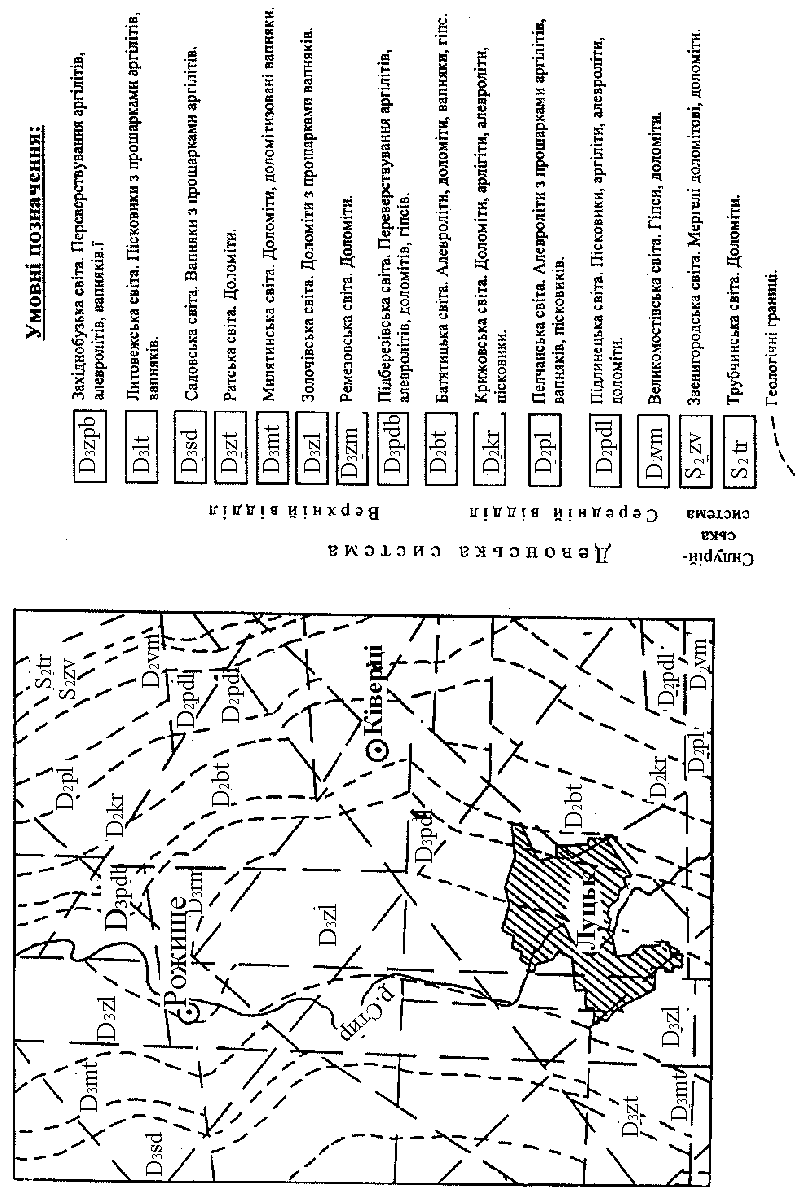 Умовні позначення:
D3zpb Західнобузька світа. Переверствування аргілітів,
алевролітів, вапняків.ї
D3lt Литовежська світа. Пісковики з прошарками аргілітів,
вапняків.
D3sd Садовська світа. Вапняки з прошарками аргілітів.
D3zt Ратська світа. Доломіти.
D3mt Милятинська світа. Доломіти, доломітизовані вапняки.
D3zl Золочівська світа. Доломіти з прошарками вапняків.
D3zm Ремезовська світа. Доломіти.
D3pdb Підберезівська світа. Переверствування аргілітів,
алевролітів, доломітів, гіпсів.
D2bt Батятицька світа. Алевроліти, доломіти, вапняки, гіпс.
D2kr Крижовська світа. Доломіти, аргіліти, алевроліти,
пісковики.
D2pl Пелчанська світа. Алевроліти з прошарками аргілітів,
вапняків, пісковиків.
D2pdl Підлинецька світа. Пісковики, аргіліти, алевроліти,
доломіти.
D2vm Великомостівська світа. Гіпси, доломіти.
S2zv Звенигородська світа. Мергелі доломітові, доломіти.
S2tr Трубчинська світа. Доломіти.
Геологічні границі.
Верхній відділ
Середній відділ
Девонська система
Силурій-
ська
система
S2tr
S2zv
D2vm
D2pdl
D2pdl
D2pl
D2kr
D2bt
D3pdb
D3zl
D3mt
D3sd
Рожище
D3zl
Ківерці
р.Стир
Луцьк
D2bt
D2kr
D2pl
D2pdl
D2vm
D3zl
D3zt
D3mt